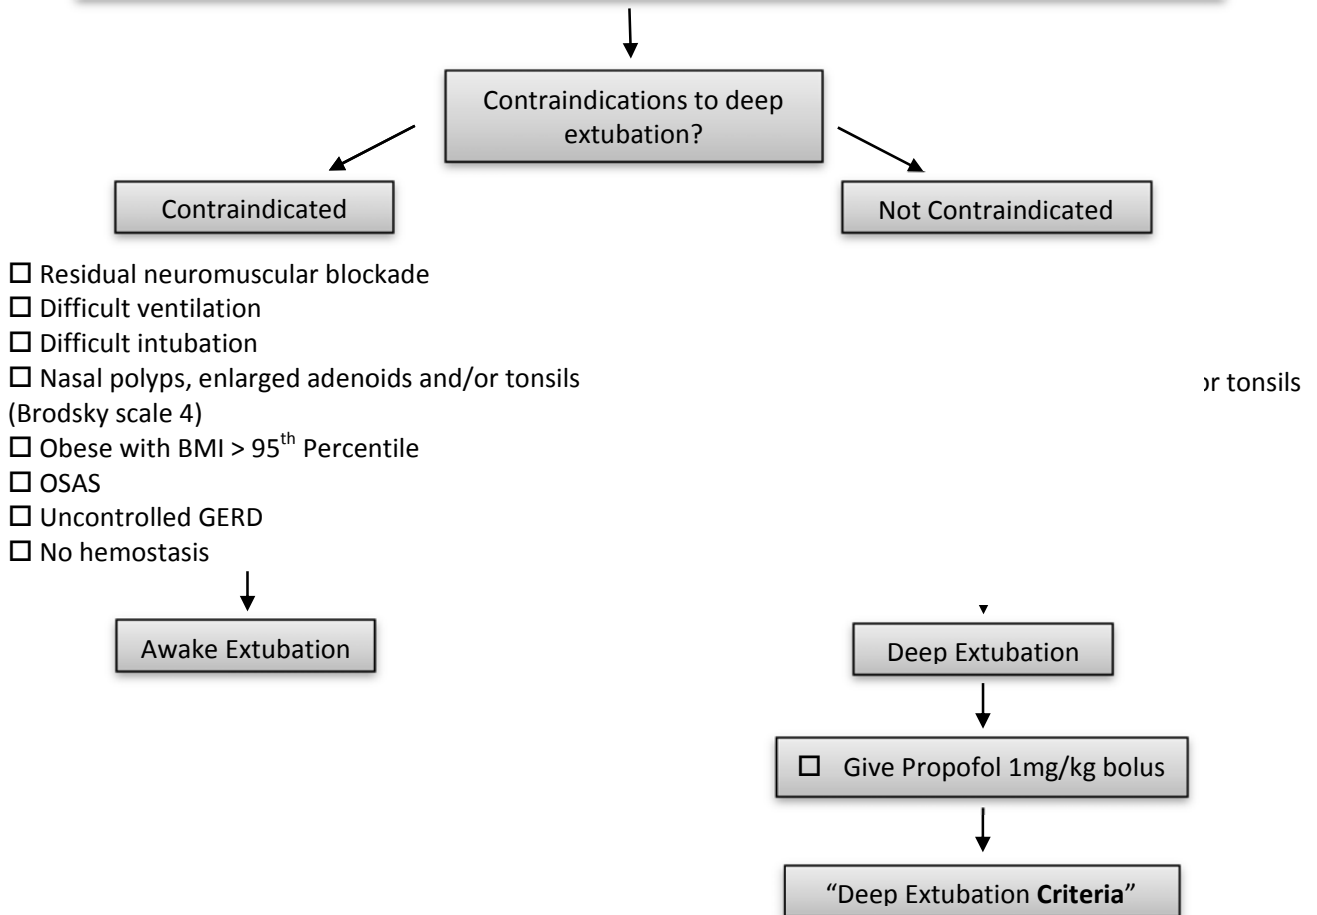 Contraindications to deep
extubation?
Contraindicated
Not Contraindicated
☐ Residual neuromuscular blockade
☐ Difficult ventilation
☐ Difficult intubation
☐ Nasal polyps, enlarged adenoids and/or tonsils
(Brodsky scale 4)
☐ Obese with BMI > 95th Percentile
☐ OSAS
☐ Uncontrolled GERD
☐ No hemostasis
tonsils
Awake Extubation
Deep Extubation
☐ Give Propofol 1mg/kg bolus
“Deep Extubation Criteria”